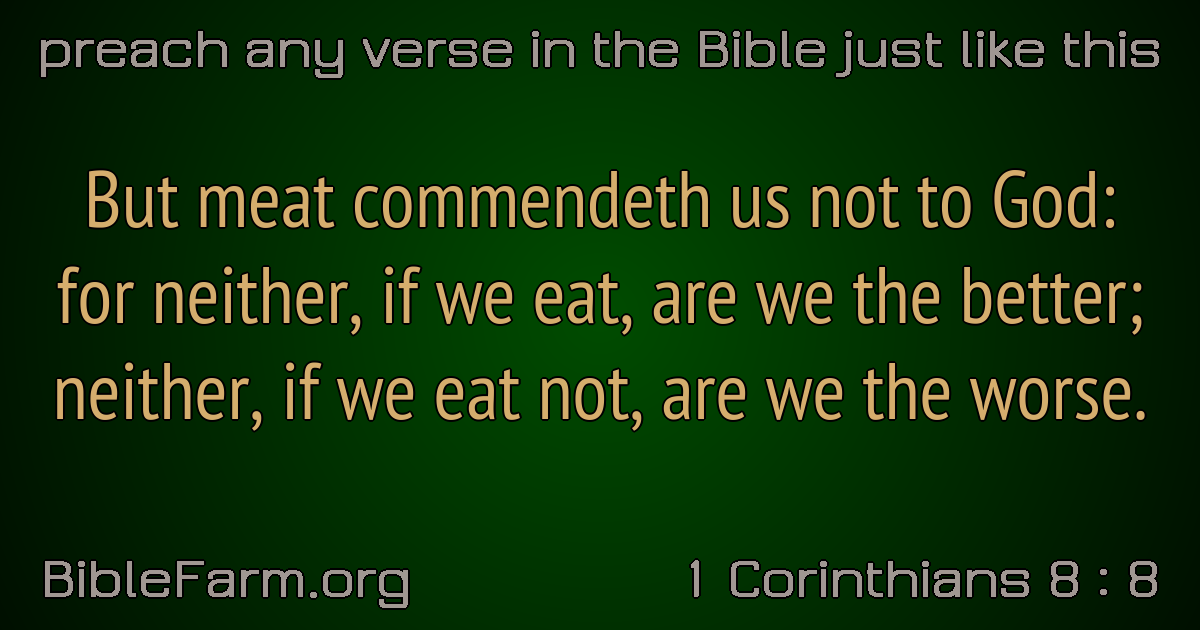 preach any verse in the Bible just like this
But meat commendeth us not to God:
for neither, if we eat, are we the better;
neither, if we eat not, are we the worse.
BibleFarm.org
1 Corinthians 8 : 8